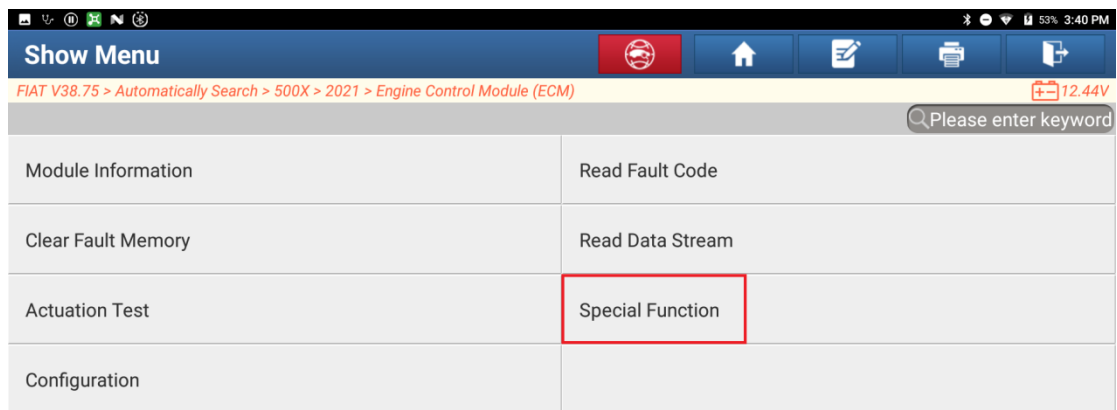 53% 3:40 PM
Show Menu
FIAT V38.75 > Automatically Search > 500X > 2021 > Engine Control Module (ECM)
12.44V
Please enter keyword
Module Information
Read Fault Code
Clear Fault Memory
Read Data Stream
Actuation Test
Special Function
Configuration